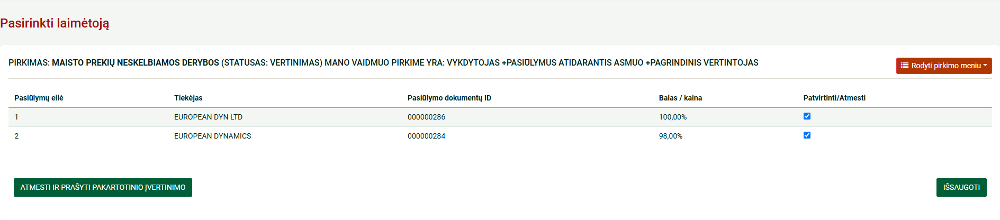 Pasirinkti laimėtoją
PIRKIMAS: MAISTO PREKIŲ NESKELBIAMOS DERYBOS (STATUSAS: VERTINIMAS) MANO VAIDMUO PIRKIME YRA: VYKDYTOJAS +PASIŪLYMUS ATIDARANTIS ASMUO +PAGRINDINIS VERTINTOJAS
Rodyti pirkimo meniu
Pasiūlymų eilė Tiekėjas Pasiūlymo dokumentų ID Balas / kaina Patvirtinti/Atmesti
1 EUROPEAN DYN LTD 000000286 100,00%
2 EUROPEAN DYNAMICS 000000284 98,00%
ATMESTI IR PRAŠYTI PAKARTOTINIO ĮVERTINIMO IŠSAUGOTI